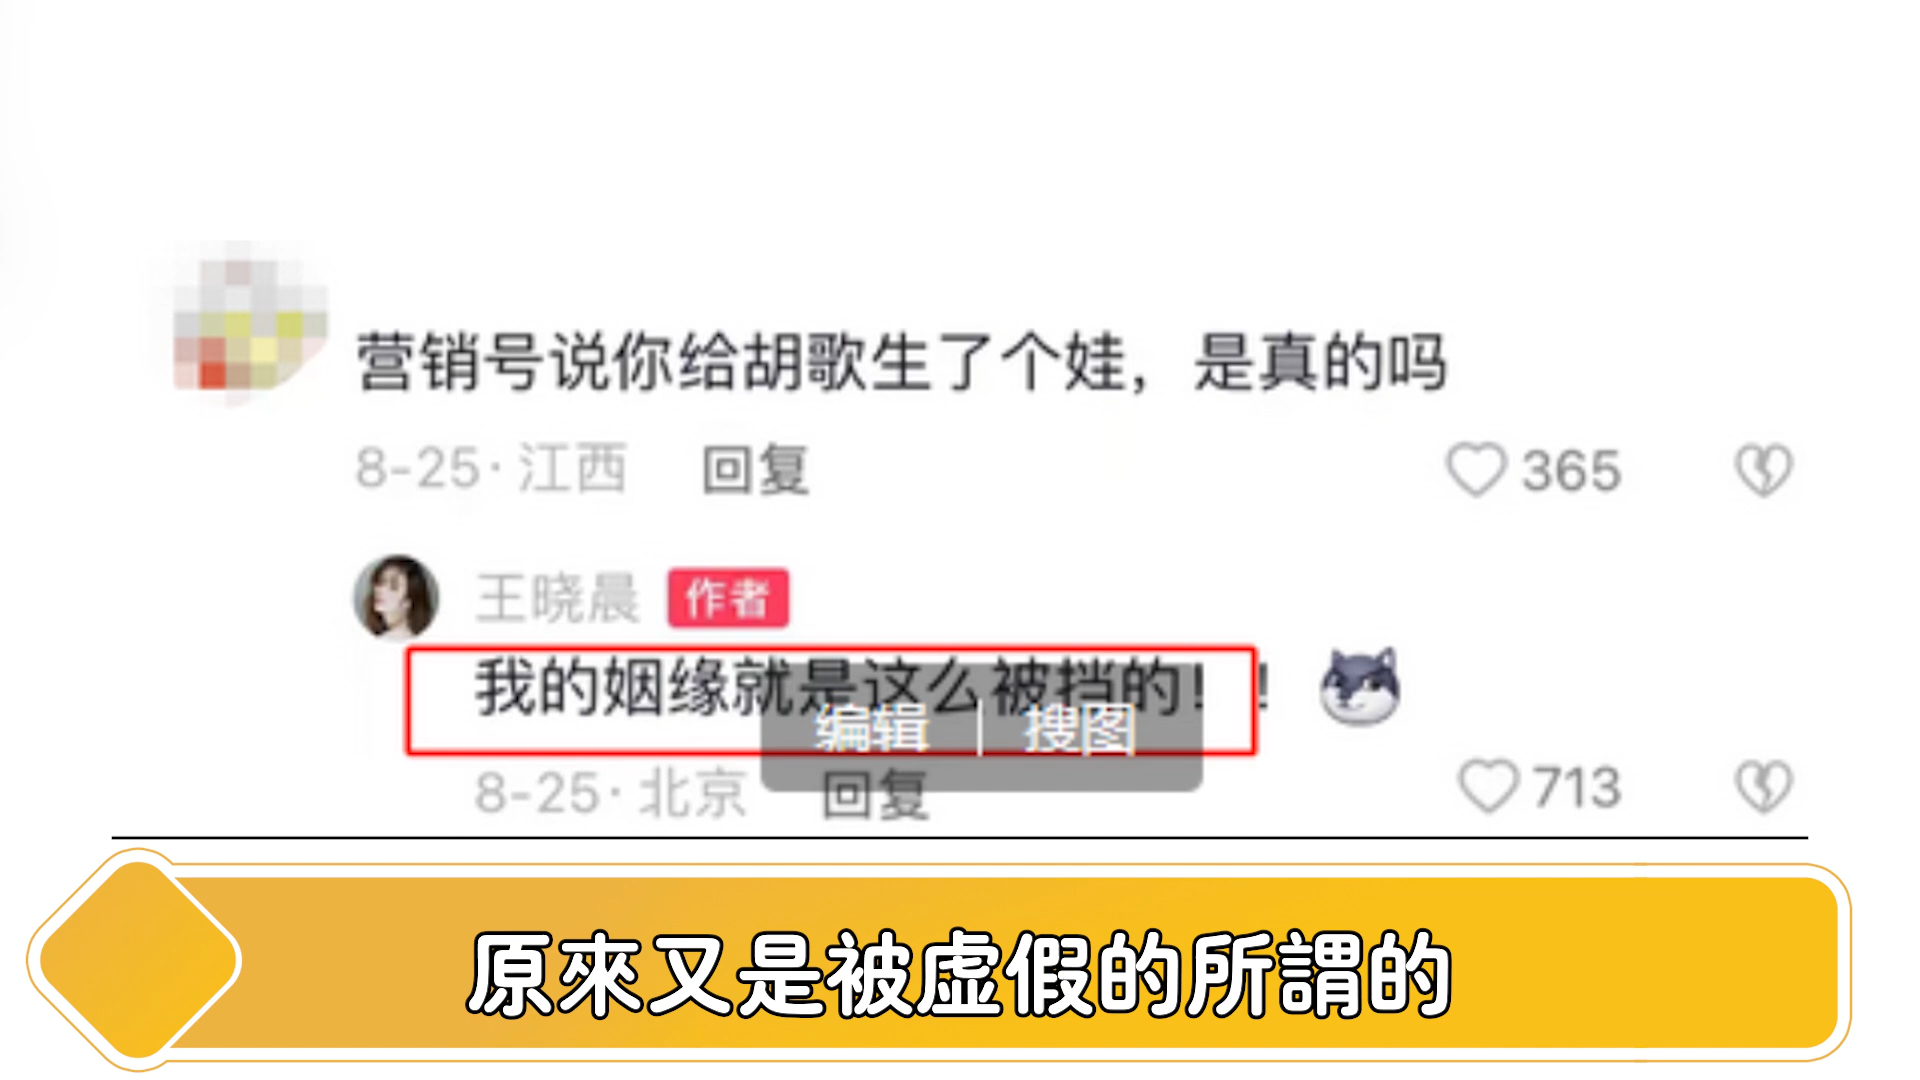 营销号说你给胡歌生了个娃，是真的吗
8-25·江西 回复 365
王晓晨 作者
我的姻缘就是这么被挡的！！
编辑 | 搜图
8-25·北京 回复 713
原來又是被虛假的所謂的